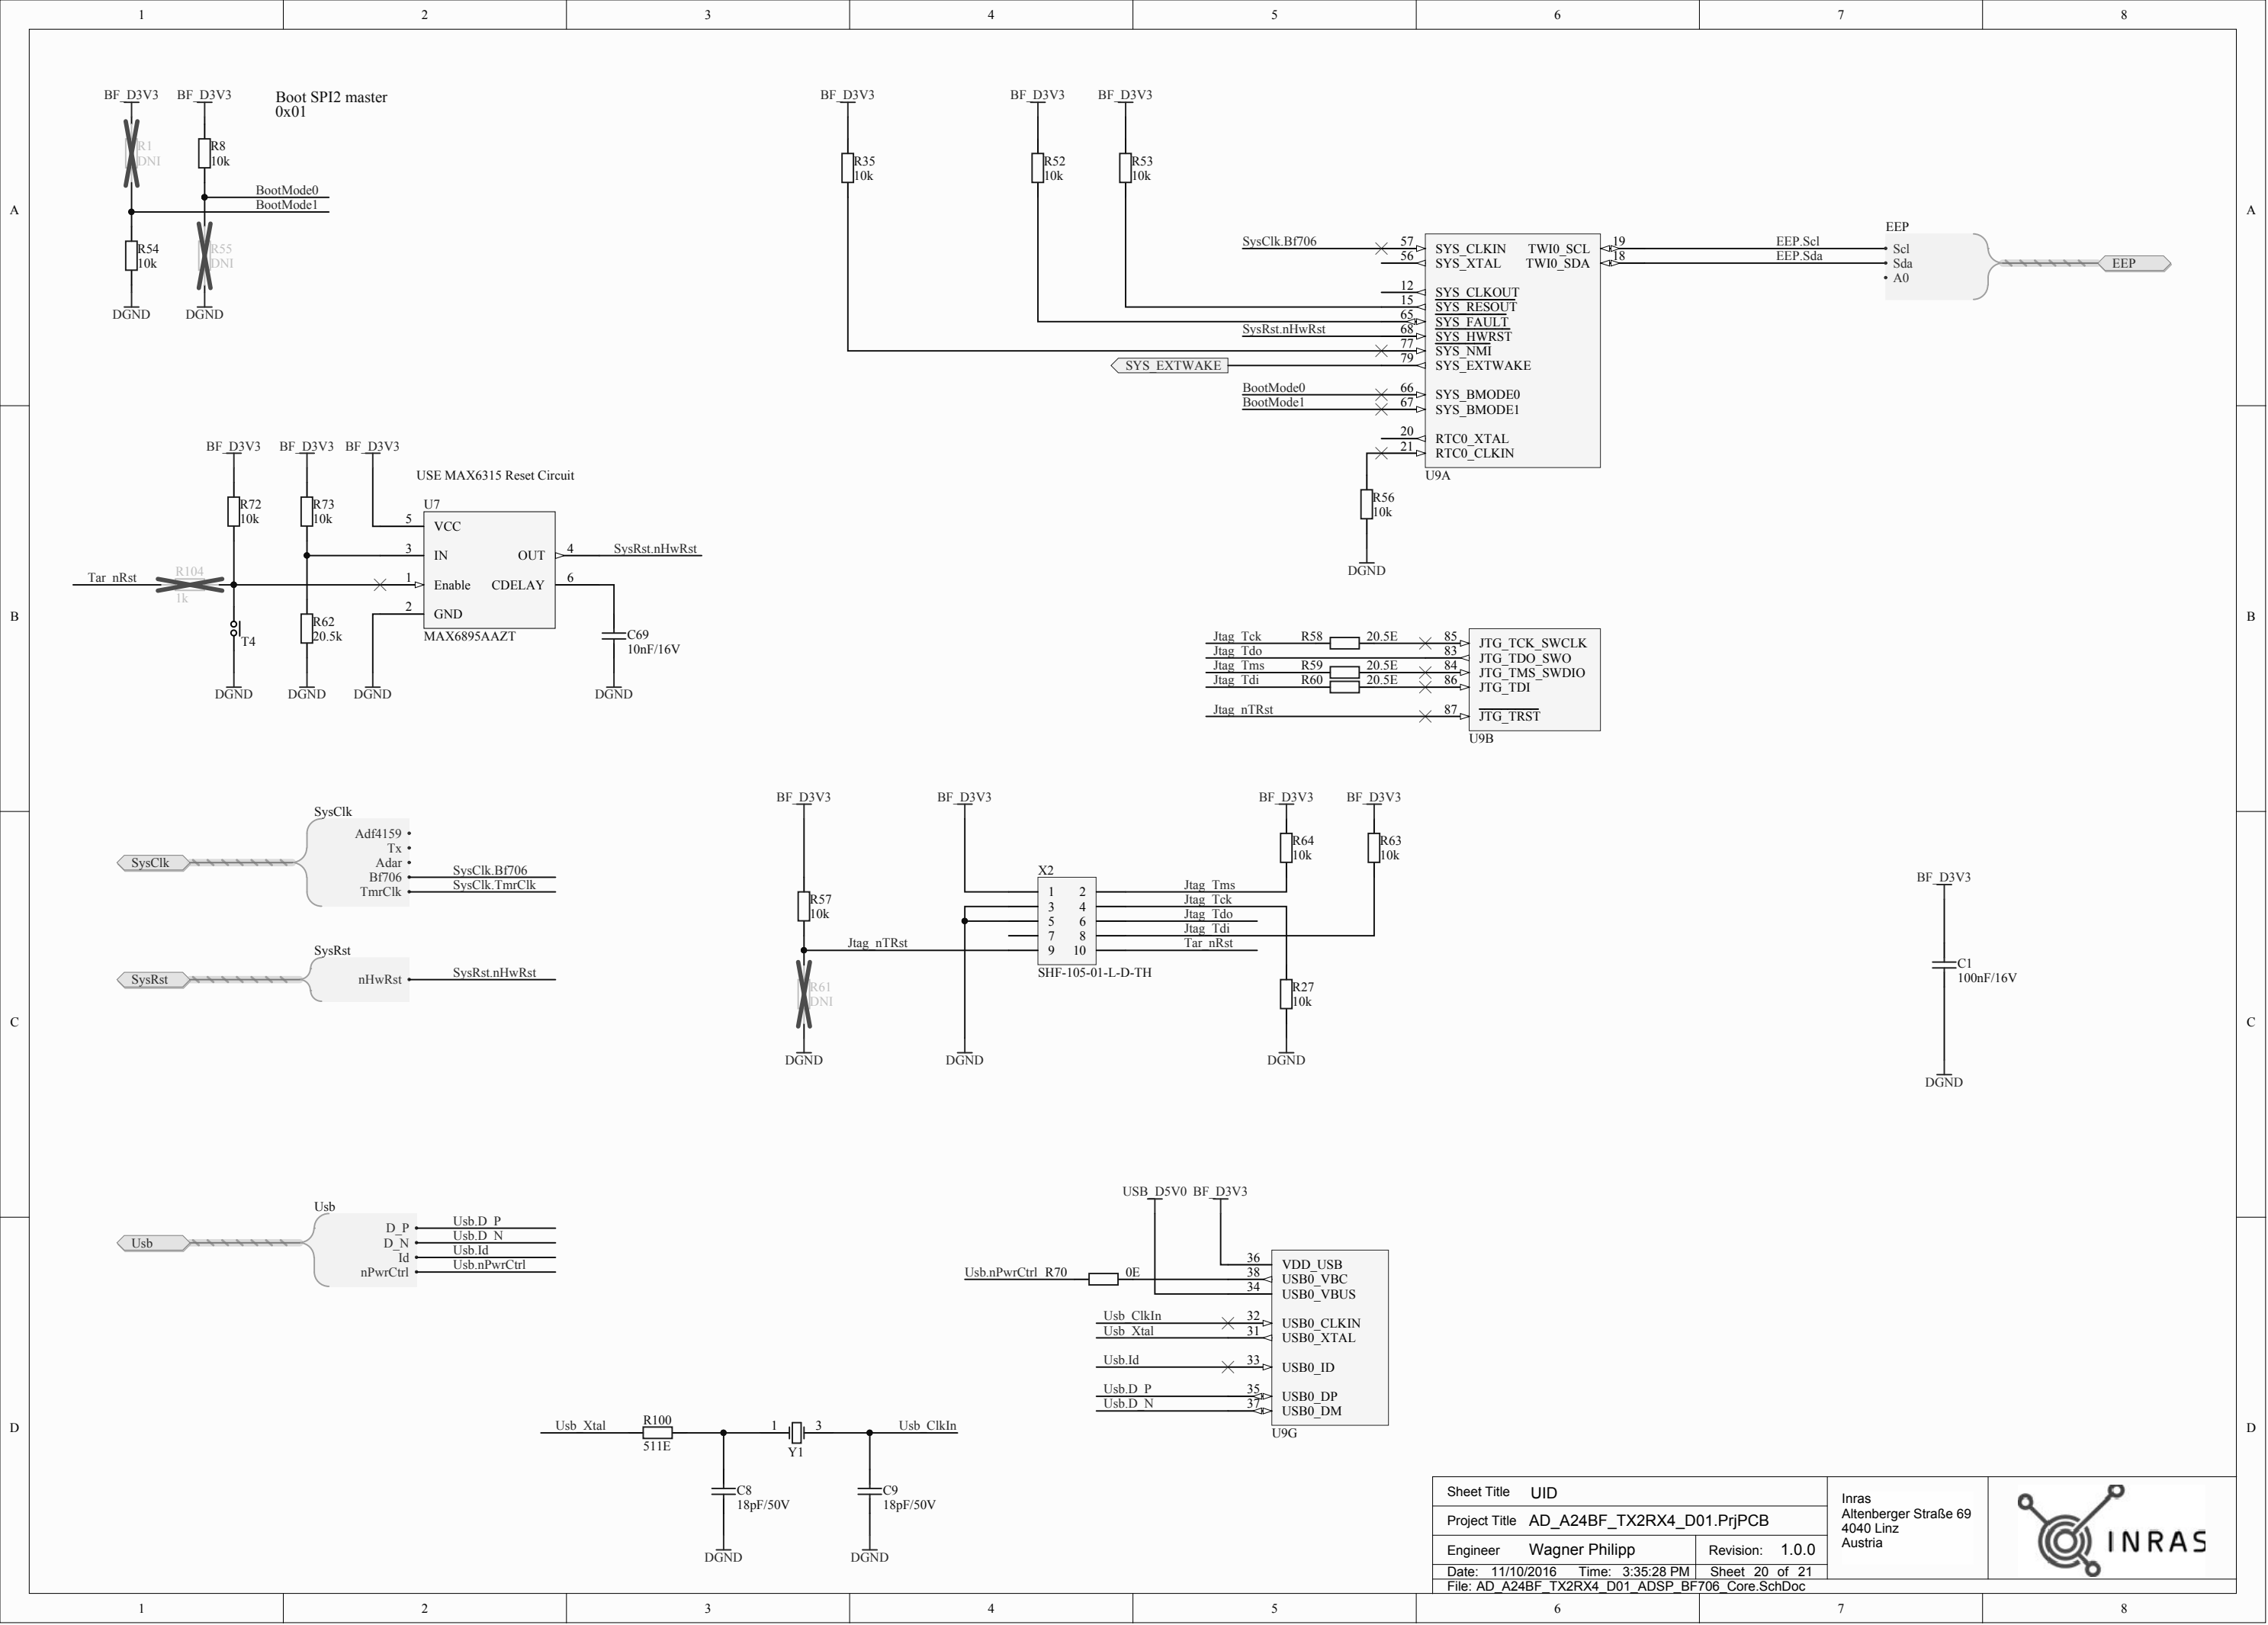 1 2 3 4 5 6 7 8
A
A
B
B
C
C
D
D
BF_D3V3 BF_D3V3
Boot SPI2 master
0x01
R1
DNI
R8
10k
BootMode0
BootMode1
R54
10k
R55
DNI
DGND DGND
BF_D3V3 BF_D3V3 BF_D3V3
R35
10k
R52
10k
R53
10k
SysClk.Bf706
SysRst.nHwRst
SYS_EXTWAKE
BootMode0
BootMode1
57 SYS_CLKIN
56 SYS_XTAL
12 SYS_CLKOUT
15 SYS_RESOUT
65 SYS_FAULT
68 SYS_HWRST
77 SYS_NMI
79 SYS_EXTWAKE
66 SYS_BMODE0
67 SYS_BMODE1
20 RTC0_XTAL
21 RTC0_CLKIN
TWI0_SCL 19 EEP.Scl
TWI0_SDA 18 EEP.Sda
U9A
EEP
Scl
Sda
A0
EEP
R56
10k
DGND
BF_D3V3 BF_D3V3 BF_D3V3
USE MAX6315 Reset Circuit
R72
10k
R73
10k
U7
5 VCC
3 IN OUT 4 SysRst.nHwRst
1 Enable CDELAY 6
2 GND
MAX6895AAZT
Tar_nRst
R104
1k
T4
R62
20.5k
C69
10nF/16V
DGND DGND DGND DGND
Jtag_Tck R58 20.5E 85 JTG_TCK_SWCLK
Jtag_Tdo 83 JTG_TDO_SWO
Jtag_Tms R59 20.5E 84 JTG_TMS_SWDIO
Jtag_Tdi R60 20.5E 86 JTG_TDI
Jtag_nTRst 87 JTG_TRST
U9B
SysClk
SysClk
Adf4159
Tx
Adar
Bf706 SysClk.Bf706
TmrClk SysClk.TmrClk
SysRst
SysRst
nHwRst SysRst.nHwRst
BF_D3V3 BF_D3V3 BF_D3V3 BF_D3V3
R64
10k
R63
10k
R57
10k
X2
1 2 Jtag_Tms
3 4 Jtag_Tck
5 6 Jtag_Tdo
7 8 Jtag_Tdi
Jtag_nTRst 9 10 Tar_nRst
SHF-105-01-L-D-TH
R61
DNI
R27
10k
DGND DGND DGND
BF_D3V3
C1
100nF/16V
DGND
Usb
Usb
D_P Usb.D_P
D_N Usb.D_N
Id Usb.Id
nPwrCtrl Usb.nPwrCtrl
USB_D5V0 BF_D3V3
36 VDD_USB
Usb.nPwrCtrl R70 0E 38 USB0_VBC
34 USB0_VBUS
Usb_ClkIn 32 USB0_CLKIN
Usb_Xtal 31 USB0_XTAL
Usb.Id 33 USB0_ID
Usb.D_P 35 USB0_DP
Usb.D_N 37 USB0_DM
U9G
Usb_Xtal R100 1 3 Usb_ClkIn
511E
Y1
C8
18pF/50V
C9
18pF/50V
DGND DGND
Sheet Title UID
Project Title AD_A24BF_TX2RX4_D01.PrjPCB
Engineer Wagner Philipp Revision: 1.0.0
Date: 11/10/2016 Time: 3:35:28 PM Sheet 20 of 21
File: AD_A24BF_TX2RX4_D01_ADSP_BF706_Core.SchDoc
Inras
Altenberger Straße 69
4040 Linz
Austria
INRAS
1 2 3 4 5 6 7 8